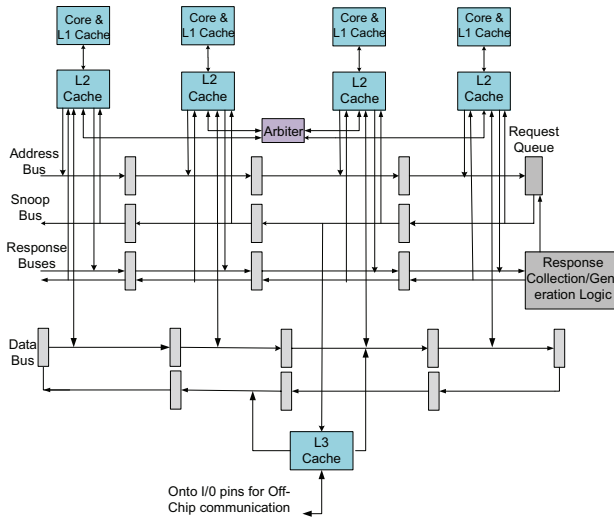 Core &
L1 Cache
Core &
L1 Cache
Core &
L1 Cache
Core &
L1 Cache
L2
Cache
L2
Cache
L2
Cache
L2
Cache
Arbiter
Request
Queue
Address
Bus
Snoop
Bus
Response
Buses
Response
Collection/Gen
eration Logic
Data
Bus
L3
Cache
Onto I/0 pins for Off-
Chip communication